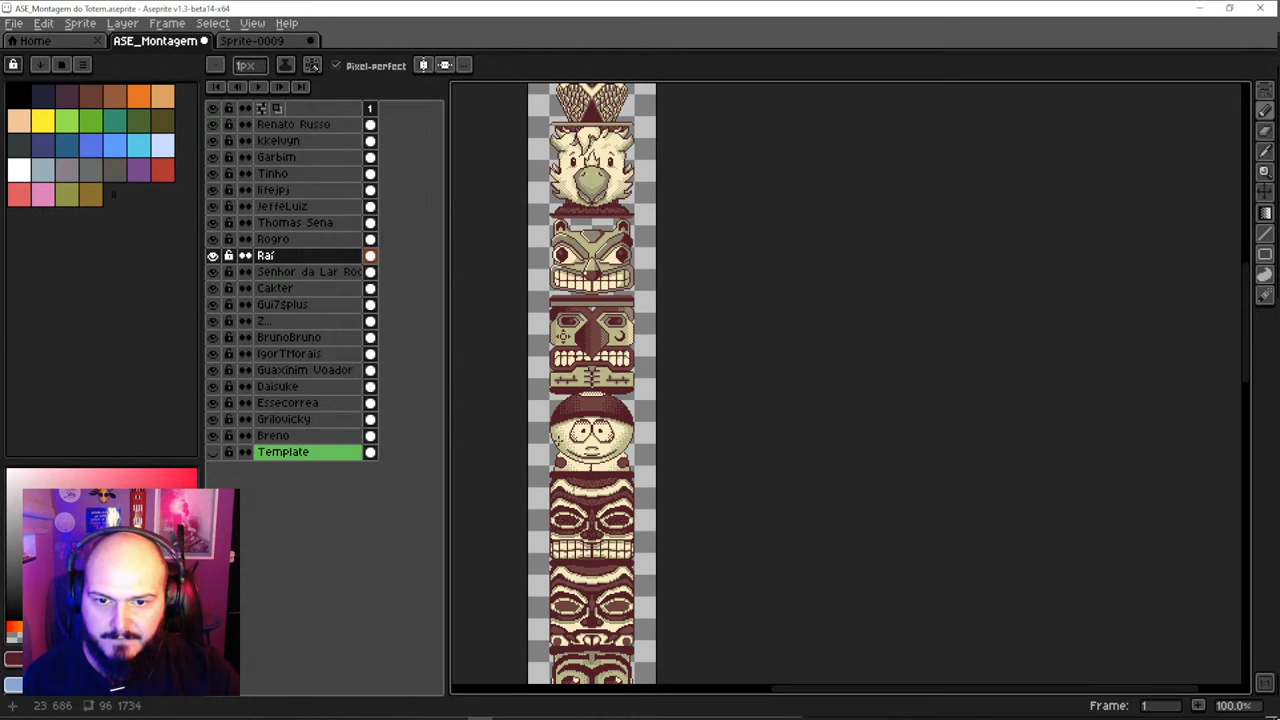 ASE_Montagem do Totem.aseprite - Aseprite v1.3-beta14-x64
File Edit Sprite Layer Frame Select View Help
Home ASE_Montagem Sprite-0009
1px Pixel-perfect
1
Renato Russo
kkelvyn
Garbim
Tinho
lifejpj
JeffeLuiz
Thomas Sena
Rogro
Raí
Senhor da Lar Roc
Cakter
Gui7$plus
Z...
BrunoBruno
IgorTMorais
Guaxinim Voador
Daisuke
Essecorrea
Grilovicky
Breno
Template
23 686 96 1734 Frame: 1 100.0%